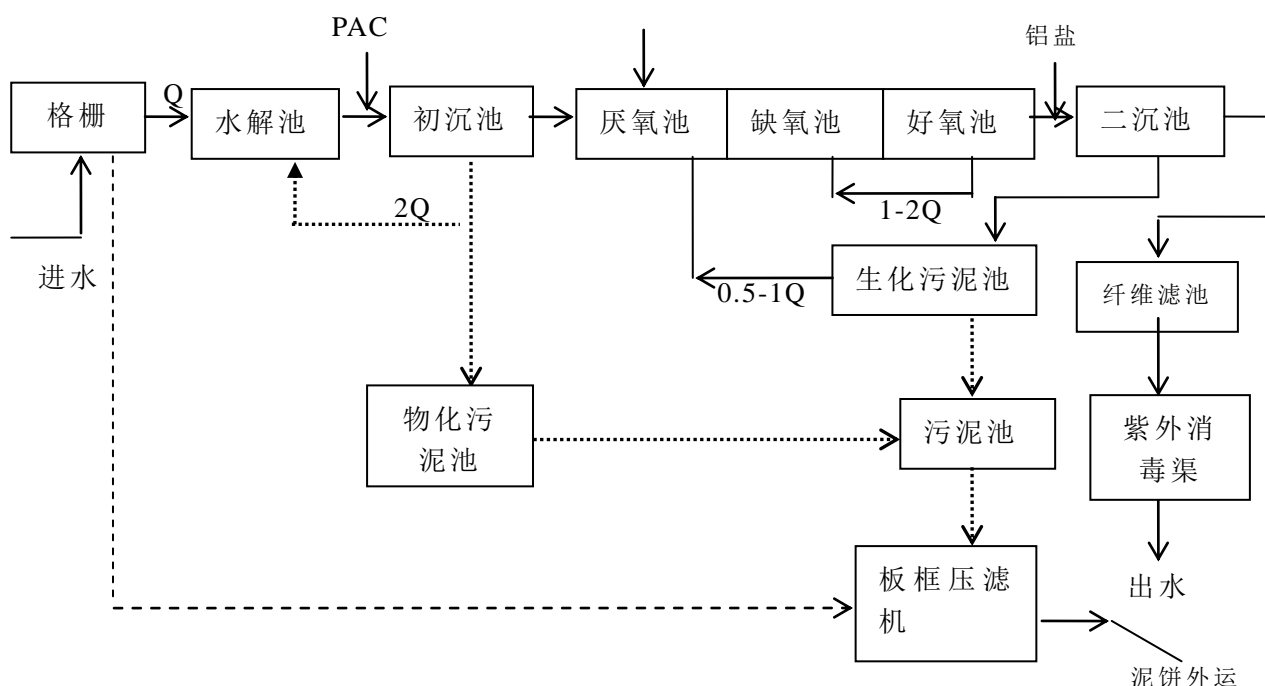 PAC
铝盐
格栅
Q
水解池
初沉池
厌氧池
缺氧池
好氧池
二沉池
2Q
1-2Q
进水
0.5-1Q
生化污泥池
纤维滤池
物化污
泥池
污泥池
紫外消
毒渠
板框压滤
机
出水
泥饼外运